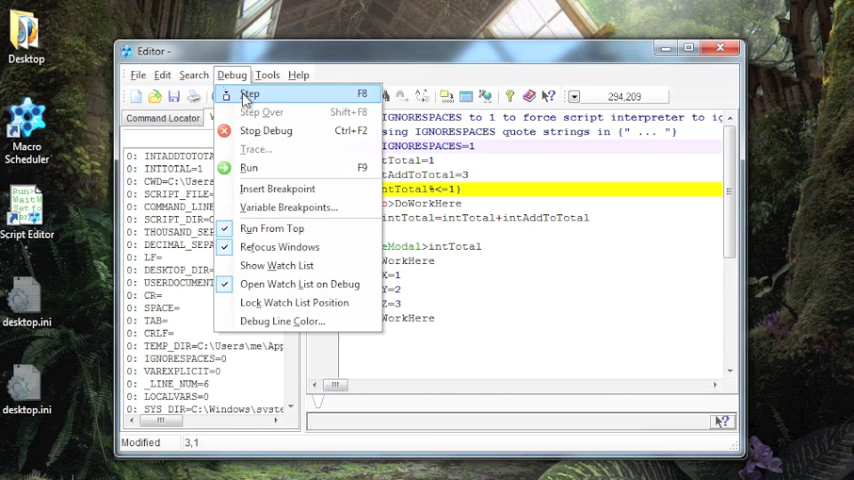 Desktop
Macro
Scheduler
Script Editor
desktop.ini
desktop.ini
Editor -
File Edit Search Debug Tools Help
294,209
Step F8
Step Over Shift+F8
Stop Debug Ctrl+F2
Trace...
Run F9
Insert Breakpoint
Variable Breakpoints...
Run From Top
Refocus Windows
Show Watch List
Open Watch List on Debug
Lock Watch List Position
Debug Line Color...
Command Locator
0: INTADDTOTOTA
0: INTTOTAL=1
0: CWD=C:\Users
0: SCRIPT_FILE=
0: COMMAND_LINE
0: SCRIPT_DIR=C
0: THOUSAND_SEP
0: DECIMAL_SEPA
0: LF=
0: DESKTOP_DIR=
0: USERDOCUMENT
0: CR=
0: SPACE=
0: TAB=
0: CRLF=
0: TEMP_DIR=C:\Users\me\App
0: IGNORESPACES=0
0: VAREXPLICIT=0
0: _LINE_NUM=6
0: LOCALVARS=0
0: SYS_DIR=C:\Windows\syste
IGNORESPACES to 1 to force script interpreter to ig
sing IGNORESPACES quote strings in {" ... "}
IGNORESPACES=1
tTotal=1
tAddToTotal=3
ntTotal%<=1}
b>DoWorkHere
intTotal=intTotal+intAddToTotal
eModal>intTotal
WorkHere
X=1
Y=2
Z=3
WorkHere
Modified 3,1